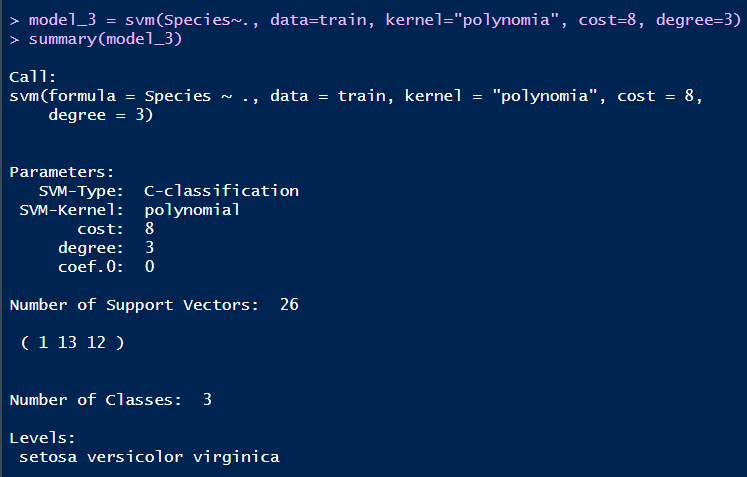 > model_3 = svm(Species~., data=train, kernel="polynomia", cost=8, degree=3)
> summary(model_3)
Call:
svm(formula = Species ~ ., data = train, kernel = "polynomia", cost = 8,
degree = 3)
Parameters:
SVM-Type: C-classification
SVM-Kernel: polynomial
cost: 8
degree: 3
coef.0: 0
Number of Support Vectors: 26
( 1 13 12 )
Number of Classes: 3
Levels:
setosa versicolor virginica